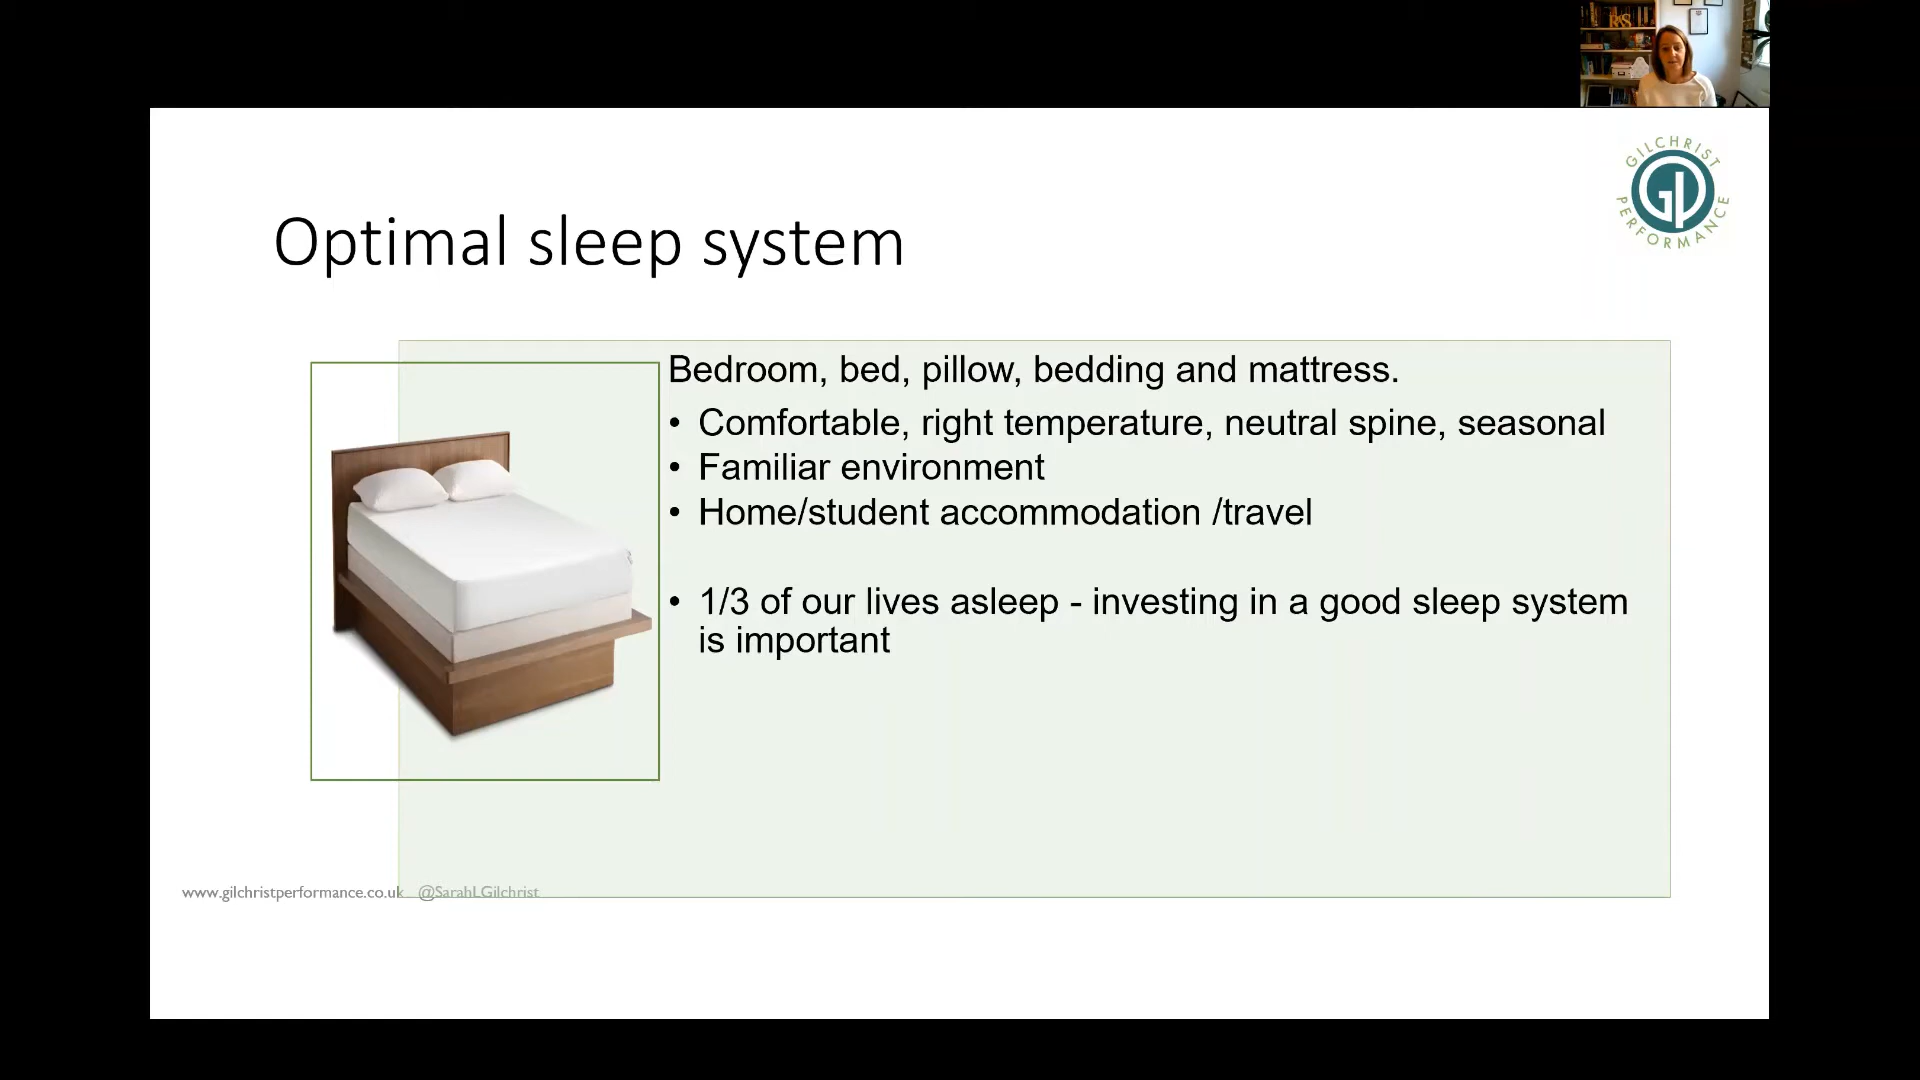 GILCHRIST
PERFORMANCE
Optimal sleep system
Bedroom, bed, pillow, bedding and mattress.
• Comfortable, right temperature, neutral spine, seasonal
• Familiar environment
• Home/student accommodation /travel
• 1/3 of our lives asleep - investing in a good sleep system
is important
www.gilchristperformance.co.uk @SarahLGilchrist